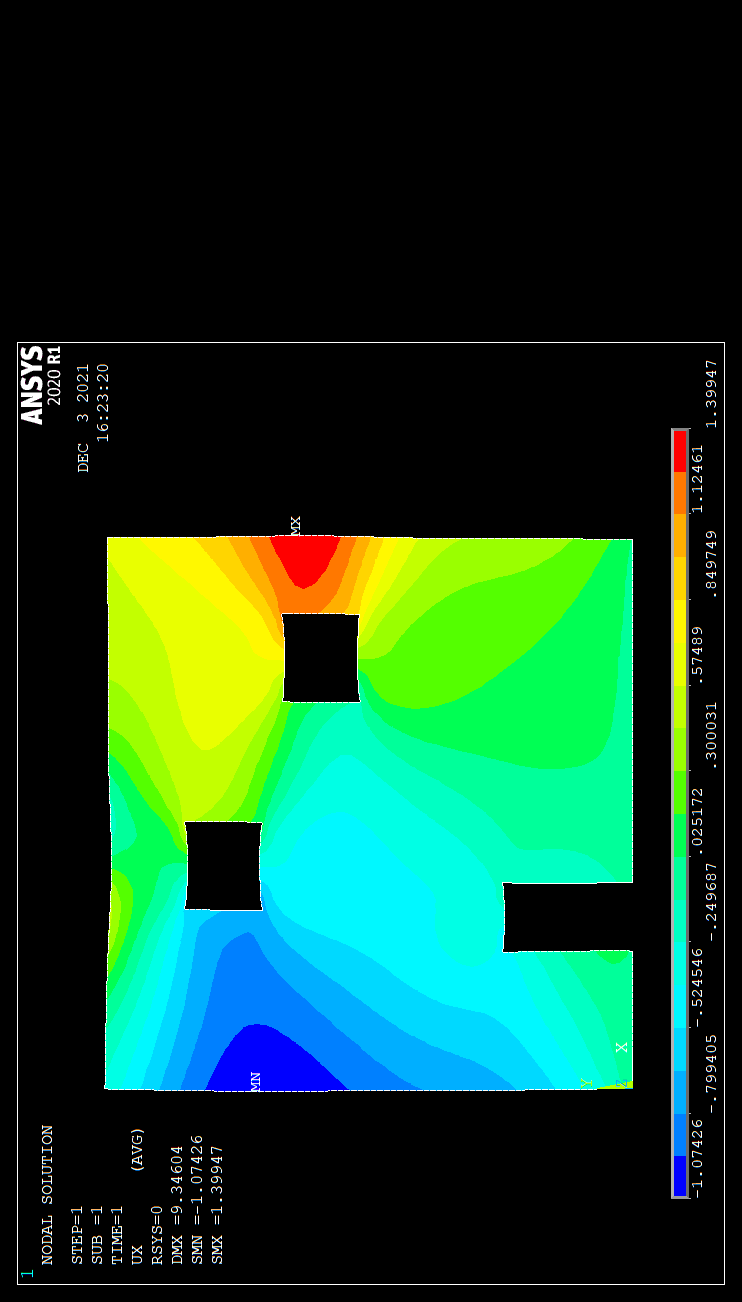 1
NODAL SOLUTION
STEP=1
SUB =1
TIME=1
UX (AVG)
RSYS=0
DMX =9.34604
SMN =-1.07426
SMX =1.39947
ANSYS
2020 R1
DEC 3 2021
16:23:20
MN
MX
Y
Z X
-1.07426
-.799405
-.524546
-.249687
.025172
.300031
.57489
.849749
1.12461
1.39947